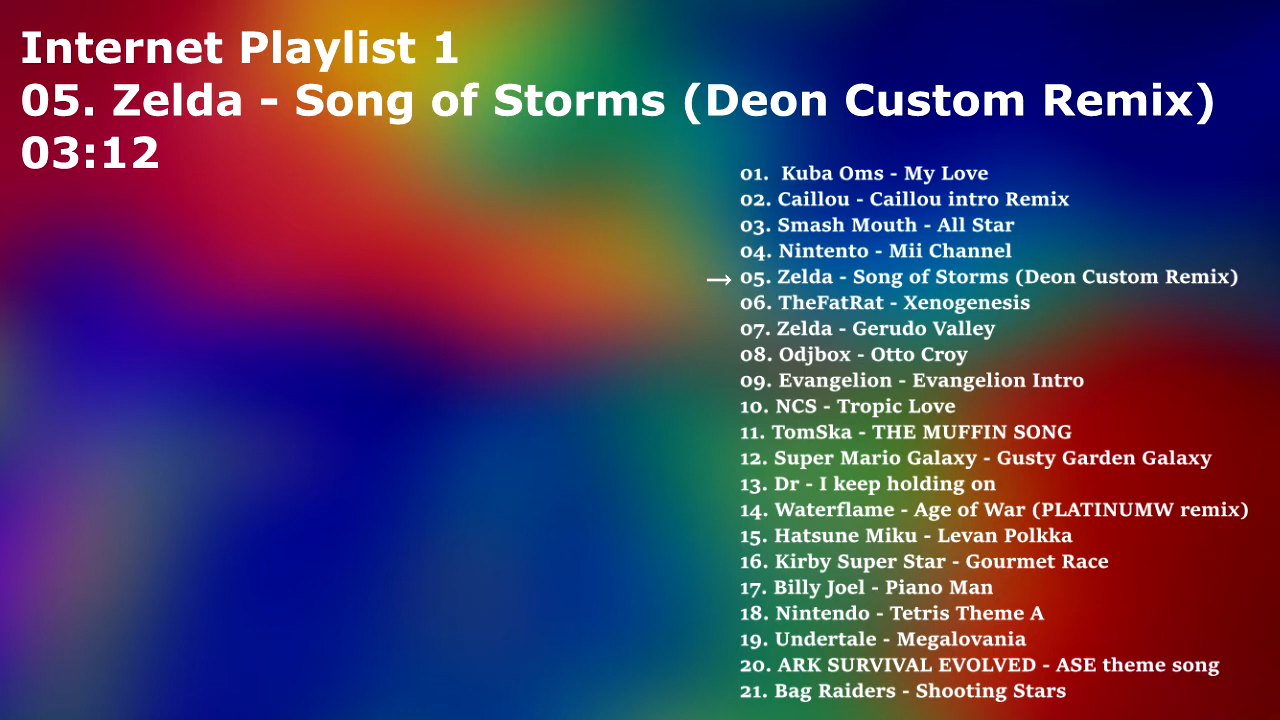 Internet Playlist 1
05. Zelda - Song of Storms (Deon Custom Remix)
03:12
01.  Kuba Oms - My Love
02. Caillou - Caillou intro Remix
03. Smash Mouth - All Star
04. Nintento - Mii Channel
→ 05. Zelda - Song of Storms (Deon Custom Remix)
06. TheFatRat - Xenogenesis
07. Zelda - Gerudo Valley
08. Odjbox - Otto Croy
09. Evangelion - Evangelion Intro
10. NCS - Tropic Love
11. TomSka - THE MUFFIN SONG
12. Super Mario Galaxy - Gusty Garden Galaxy
13. Dr - I keep holding on
14. Waterflame - Age of War (PLATINUMW remix)
15. Hatsune Miku - Levan Polkka
16. Kirby Super Star - Gourmet Race
17. Billy Joel - Piano Man
18. Nintendo - Tetris Theme A
19. Undertale - Megalovania
20. ARK SURVIVAL EVOLVED - ASE theme song
21. Bag Raiders - Shooting Stars